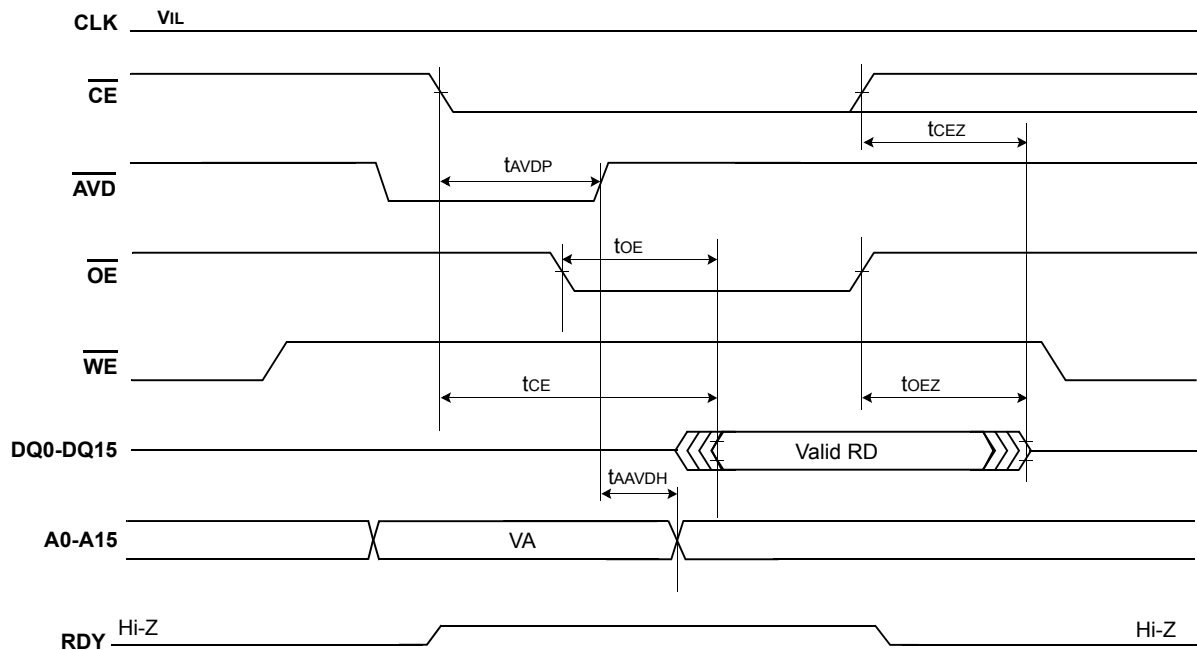 CLK VIL
CE
tCEZ
tAVDP
AVD
tOE
OE
WE
tCE tOEZ
DQ0-DQ15 Valid RD
tAAVDH
A0-A15 VA
RDY Hi-Z Hi-Z